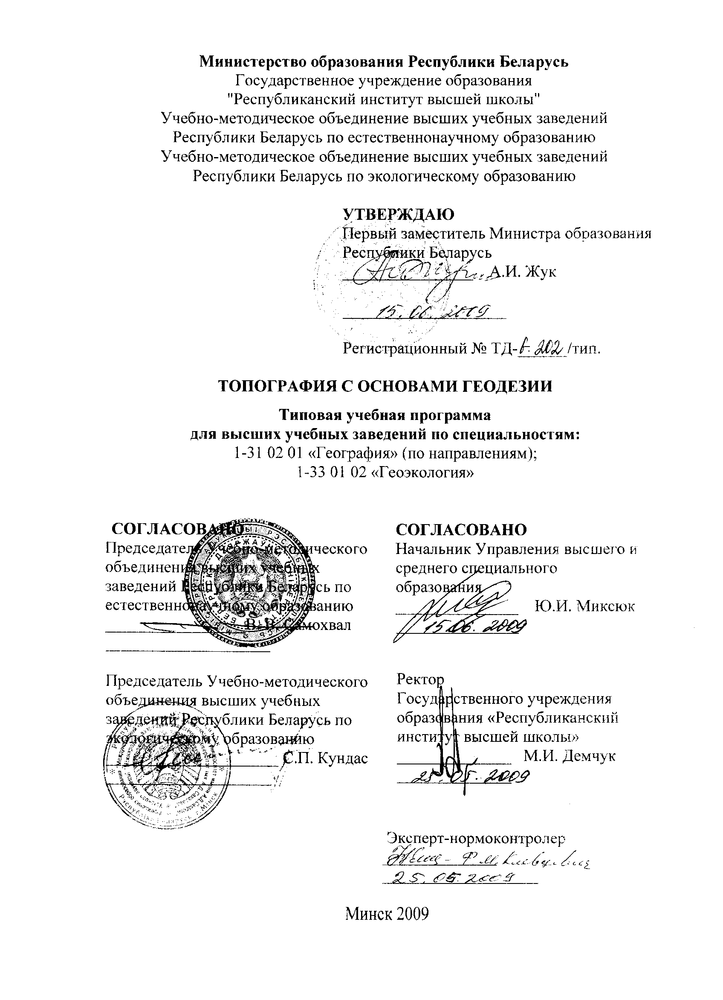 Министерство образования Республики Беларусь
Государственное учреждение образования
"Республиканский институт высшей школы"
Учебно-методическое объединение высших учебных заведений
Республики Беларусь по естественнонаучному образованию
Учебно-методическое объединение высших учебных заведений
Республики Беларусь по экологическому образованию
УТВЕРЖДАЮ
Первый заместитель Министра образования
Республики Беларусь
А.И. Жук
15.06.2009
Регистрационный № ТД- 202 /тип.
ТОПОГРАФИЯ С ОСНОВАМИ ГЕОДЕЗИИ
Типовая учебная программа
для высших учебных заведений по специальностям:
1-31 02 01 «География» (по направлениям);
1-33 01 02 «Геоэкология»
СОГЛАСОВАНО
Председатель Учебно-методического
объединения высших учебных
заведений Республики Беларусь по
естественнонаучному образованию
В. В. Самохвал
СОГЛАСОВАНО
Начальник Управления высшего и
среднего специального
образования
Ю.И. Миксюк
15.06.2009
Председатель Учебно-методического
объединения высших учебных
заведений Республики Беларусь по
экологическому образованию
С.П. Кундас
Ректор
Государственного учреждения
образования «Республиканский
институт высшей школы»
М.И. Демчук
25.05.2009
Эксперт-нормоконтролер
25.05.2009
Минск 2009